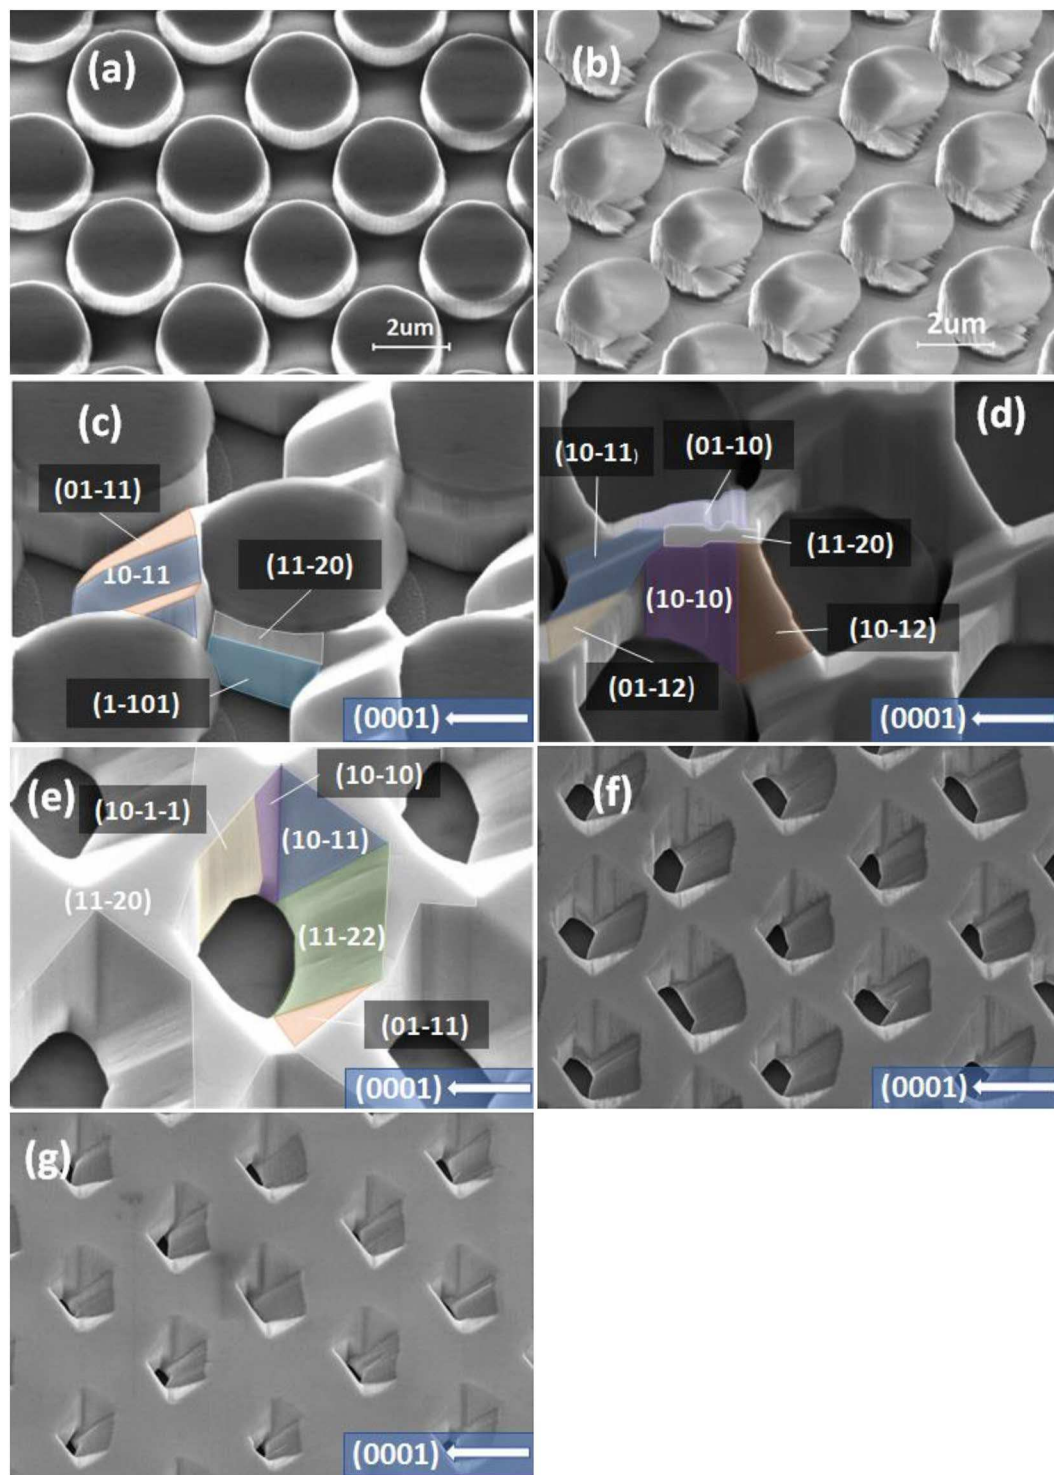 (a)
2um
(b)
2um
(c)
(01-11)
10-11
(11-20)
(1-101)
(0001)
(d)
(10-11)
(01-10)
(11-20)
(10-10)
(10-12)
(01-12)
(0001)
(e)
(10-10)
(10-1-1)
(10-11)
(11-20)
(11-22)
(01-11)
(0001)
(f)
(0001)
(g)
(0001)